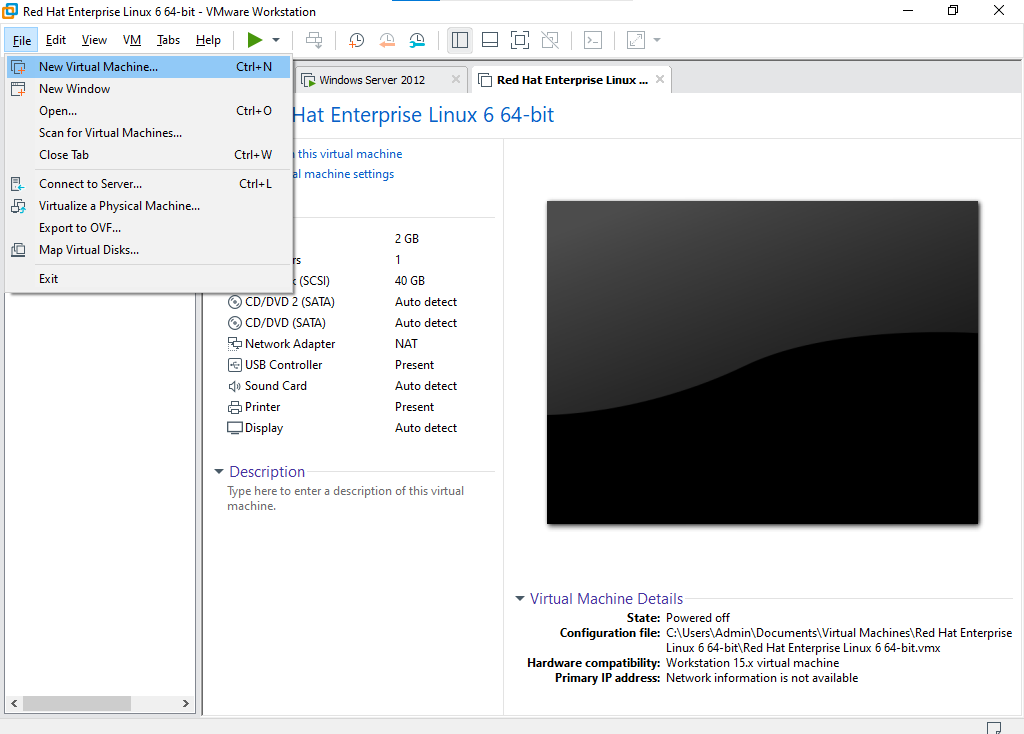 Red Hat Enterprise Linux 6 64-bit - VMware Workstation
File Edit View VM Tabs Help
New Virtual Machine... Ctrl+N
New Window
Open... Ctrl+O
Scan for Virtual Machines...
Close Tab Ctrl+W
Connect to Server... Ctrl+L
Virtualize a Physical Machine...
Export to OVF...
Map Virtual Disks...
Exit
Windows Server 2012
Red Hat Enterprise Linux ...
Hat Enterprise Linux 6 64-bit
this virtual machine
machine settings
2 GB
1
(SCSI) 40 GB
CD/DVD 2 (SATA) Auto detect
CD/DVD (SATA) Auto detect
Network Adapter NAT
USB Controller Present
Sound Card Auto detect
Printer Present
Display Auto detect
Description
Type here to enter a description of this virtual
machine.
Virtual Machine Details
State: Powered off
Configuration file: C:\Users\Admin\Documents\Virtual Machines\Red Hat Enterprise
Linux 6 64-bit\Red Hat Enterprise Linux 6 64-bit.vmx
Hardware compatibility: Workstation 15.x virtual machine
Primary IP address: Network information is not available